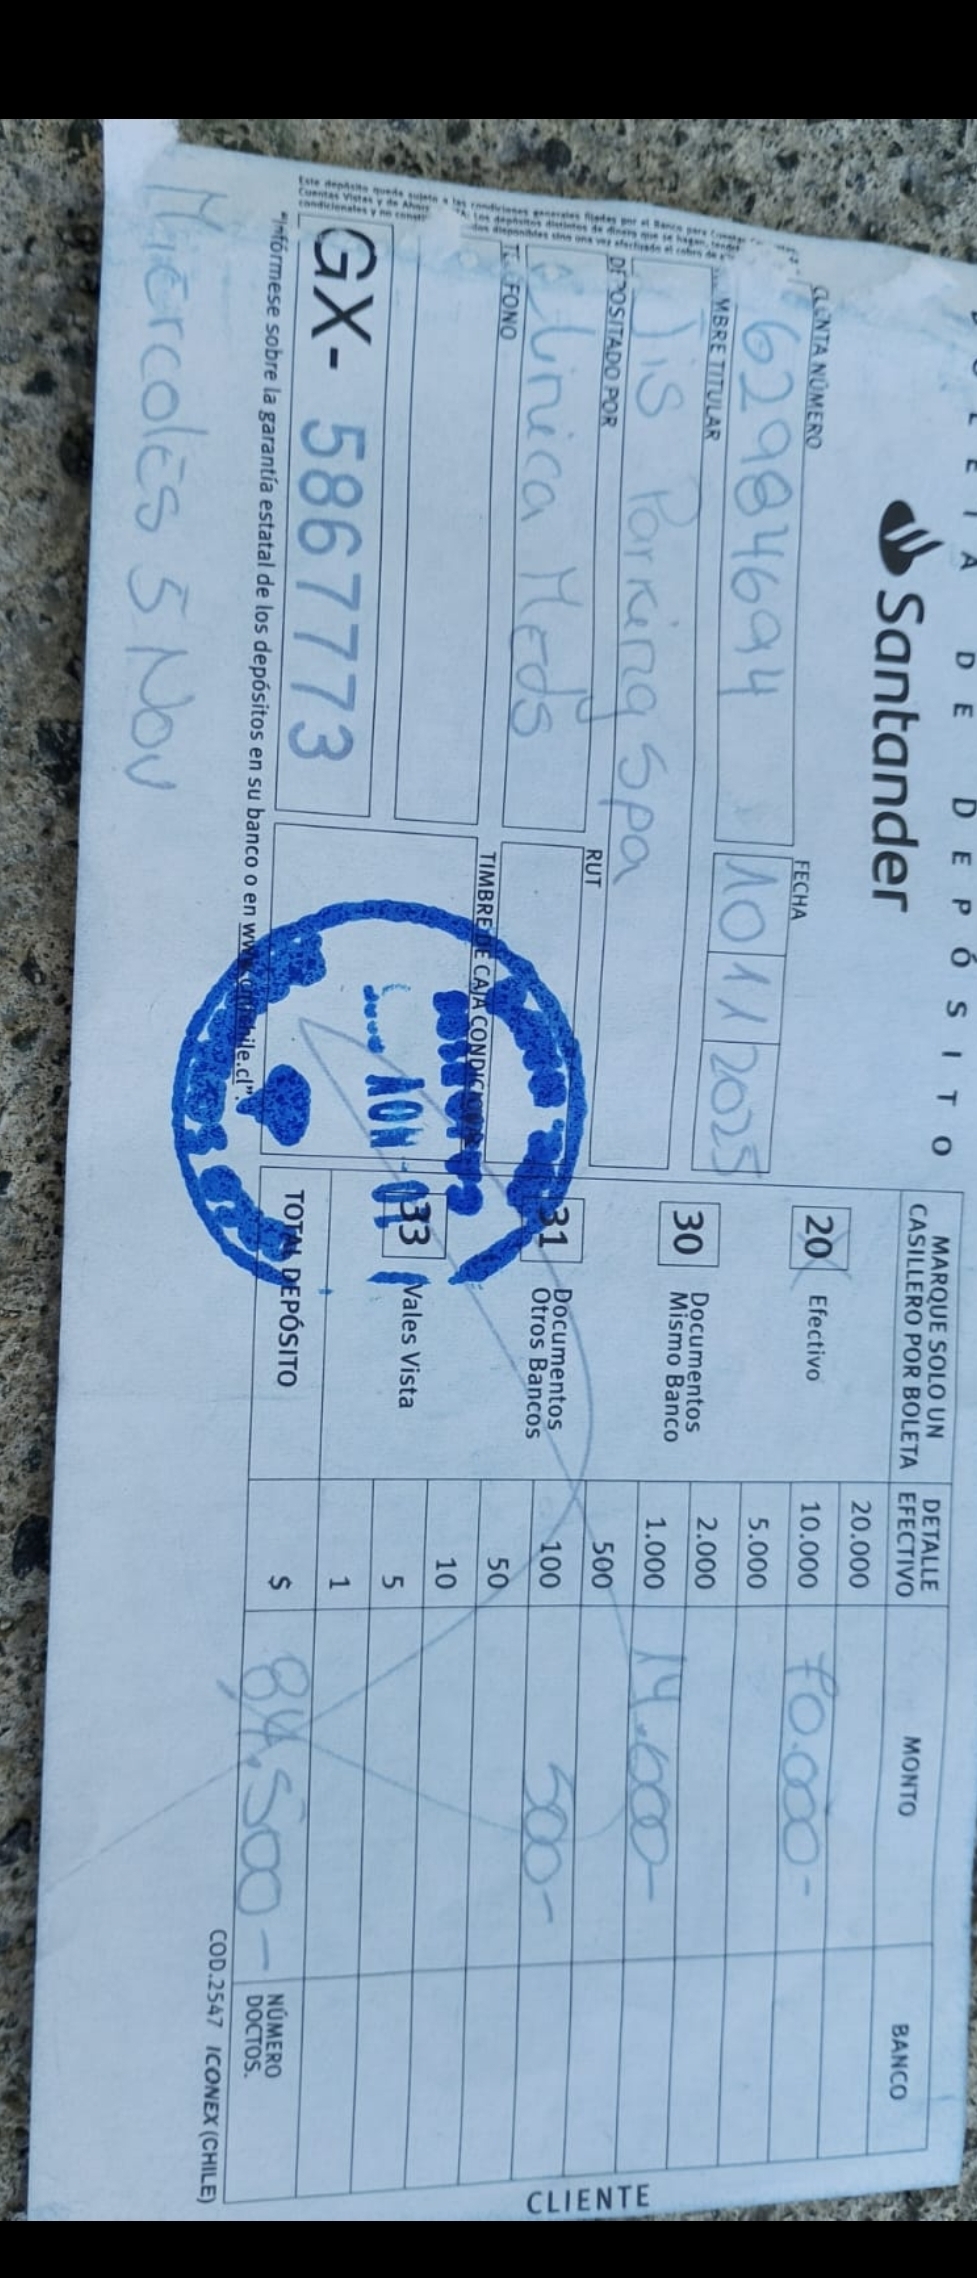 BOLETA DE DEPÓSITO
Santander
CUENTA NÚMERO
62984694
FECHA
10 11 2025
NOMBRE TITULAR
Jis Parking Spa
DEPOSITADO POR
RUT
Clinica Meds
TELÉFONO
TIMBRE DE CAJA CONDICIONAL
GX- 5867773
"Infórmese sobre la garantía estatal de los depósitos en su banco o en www.cmfchile.cl".
Miercoles 5 Nov
MARQUE SOLO UN CASILLERO POR BOLETA
DETALLE EFECTIVO
MONTO
BANCO
20 Efectivo
30 Documentos Mismo Banco
31 Documentos Otros Bancos
33 Vales Vista
20.000
10.000 70.000-
5.000
2.000
1.000 14.000-
500
100 500-
50
10
5
1
TOTAL DEPÓSITO $ 84,500-
NÚMERO DOCTOS.
COD.2547 ICONEX (CHILE)
CLIENTE